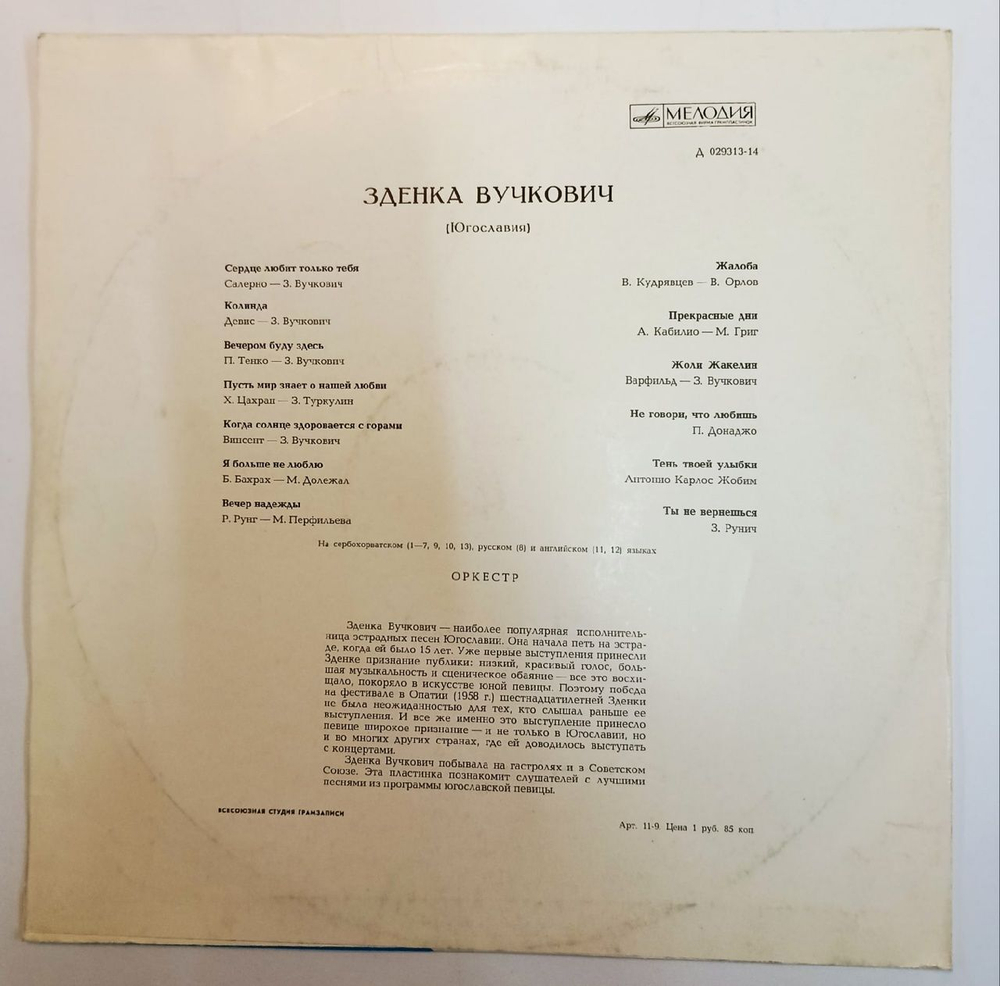 МЕЛОДИЯ
ВСЕСОЮЗНАЯ ФИРМА ГРАМПЛАСТИНОК
Д 029313-14
ЗДЕНКА ВУЧКОВИЧ
(Югославия)
Сердце любит только тебя
Салерно — З. Вучкович
Колинда
Девис — З. Вучкович
Вечером буду здесь
П. Тенко — З. Вучкович
Пусть мир знает о нашей любви
Х. Цахран — З. Туркулин
Когда солнце здоровается с горами
Винсент — З. Вучкович
Я больше не люблю
Б. Бахрах — М. Должал
Вечер надежды
Р. Рунг — М. Перфильева
Жалоба
В. Кудрявцев — В. Орлов
Прекрасные дни
А. Кабилио — М. Григ
Жоли Жакелин
Варфильд — З. Вучкович
Не говори, что любишь
П. Донаджо
Тень твоей улыбки
Антонио Карлос Жобим
Ты не вернешься
З. Рунич
На сербохорватском (1—7, 9, 10, 13), русском (8) и английском (11, 12) языках
ОРКЕСТР
Зденка Вучкович — наиболее популярная исполнитель-
ница эстрадных песен Югославии. Она начала петь на эстра-
де, когда ей было 15 лет. Уже первые выступления принесли
Зденке признание публики: низкий, красивый голос, боль-
шая музыкальность и сценическое обаяние — все это восхи-
щало, покоряло в искусстве юной певицы. Поэтому победа
на фестивале в Опатии (1958 г.) шестнадцатилетней Зденки
не была неожиданностью для тех, кто слышал раньше ее
выступления. И все же именно это выступление принесло
певице широкое признание — и не только в Югославии, но
и во многих других странах, где ей доводилось выступать
с концертами.
Зденка Вучкович побывала на гастролях и в Советском
Союзе. Эта пластинка познакомит слушателей с лучшими
песнями из программы югославской певицы.
ВСЕСОЮЗНАЯ СТУДИЯ ГРАМЗАПИСИ
Арт. 11-9. Цена 1 руб. 85 коп.